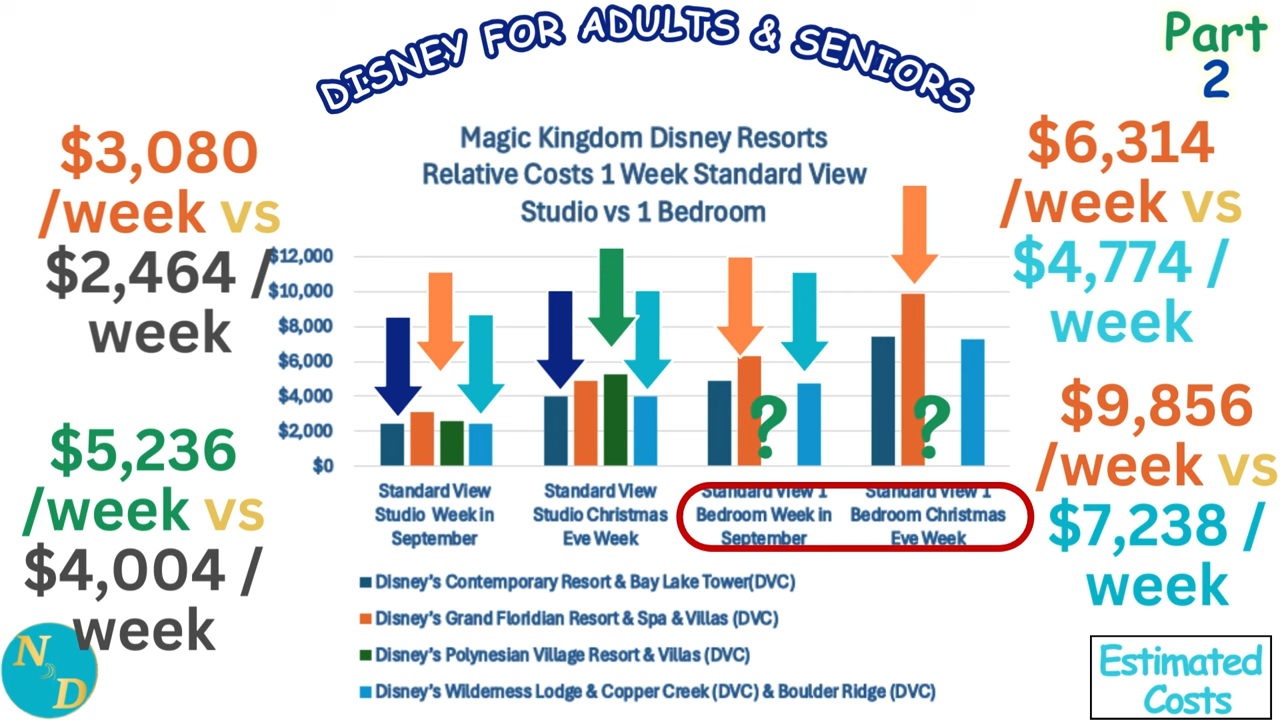 DISNEY FOR ADULTS & SENIORS
Part
2
$3,080
/week vs
$2,464 /
week
$5,236
/week vs
$4,004 /
week
Magic Kingdom Disney Resorts
Relative Costs 1 Week Standard View
Studio vs 1 Bedroom
$12,000
$10,000
$8,000
$6,000
$4,000
$2,000
$0
?
?
Standard View
Studio Week in
September
Standard View
Studio Christmas
Eve Week
Standard View 1
Bedroom Week in
September
Standard View 1
Bedroom Christmas
Eve Week
Disney's Contemporary Resort & Bay Lake Tower(DVC)
Disney's Grand Floridian Resort & Spa & Villas (DVC)
Disney's Polynesian Village Resort & Villas (DVC)
Disney's Wilderness Lodge & Copper Creek (DVC) & Boulder Ridge (DVC)
$6,314
/week vs
$4,774 /
week
$9,856
/week vs
$7,238 /
week
Estimated
Costs
N
D